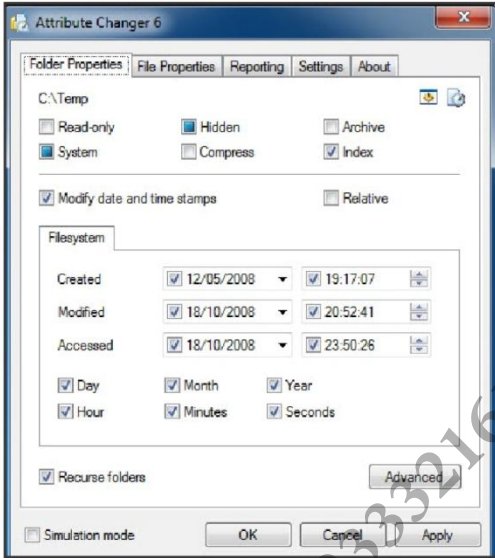 Attribute Changer 6
Folder Properties File Properties Reporting Settings About
C:\Temp
Read-only Hidden Archive
System Compress Index
Modify date and time stamps Relative
Filesystem
Created 12/05/2008 19:17:07
Modified 18/10/2008 20:52:41
Accessed 18/10/2008 23:50:26
Day Month Year
Hour Minutes Seconds
Recurse folders Advanced
Simulation mode OK Cancel Apply